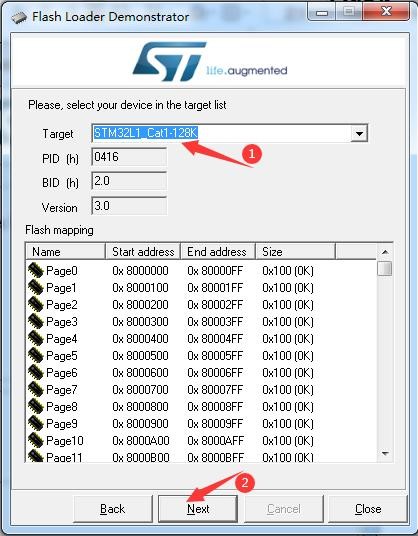 Flash Loader Demonstrator
ST
life.augmented
Please, select your device in the target list
Target STM32L1_Cat1-128K
1
PID (h) 0416
BID (h) 2.0
Version 3.0
Flash mapping
Name Start address End address Size
Page0 0x 8000000 0x 80000FF 0x100 (0K)
Page1 0x 8000100 0x 80001FF 0x100 (0K)
Page2 0x 8000200 0x 80002FF 0x100 (0K)
Page3 0x 8000300 0x 80003FF 0x100 (0K)
Page4 0x 8000400 0x 80004FF 0x100 (0K)
Page5 0x 8000500 0x 80005FF 0x100 (0K)
Page6 0x 8000600 0x 80006FF 0x100 (0K)
Page7 0x 8000700 0x 80007FF 0x100 (0K)
Page8 0x 8000800 0x 80008FF 0x100 (0K)
Page9 0x 8000900 0x 80009FF 0x100 (0K)
Page10 0x 8000A00 0x 8000AFF 0x100 (0K)
Page11 0x 8000B00 0x 8000BFF 0x100 (0K)
2
Back Next Cancel Close